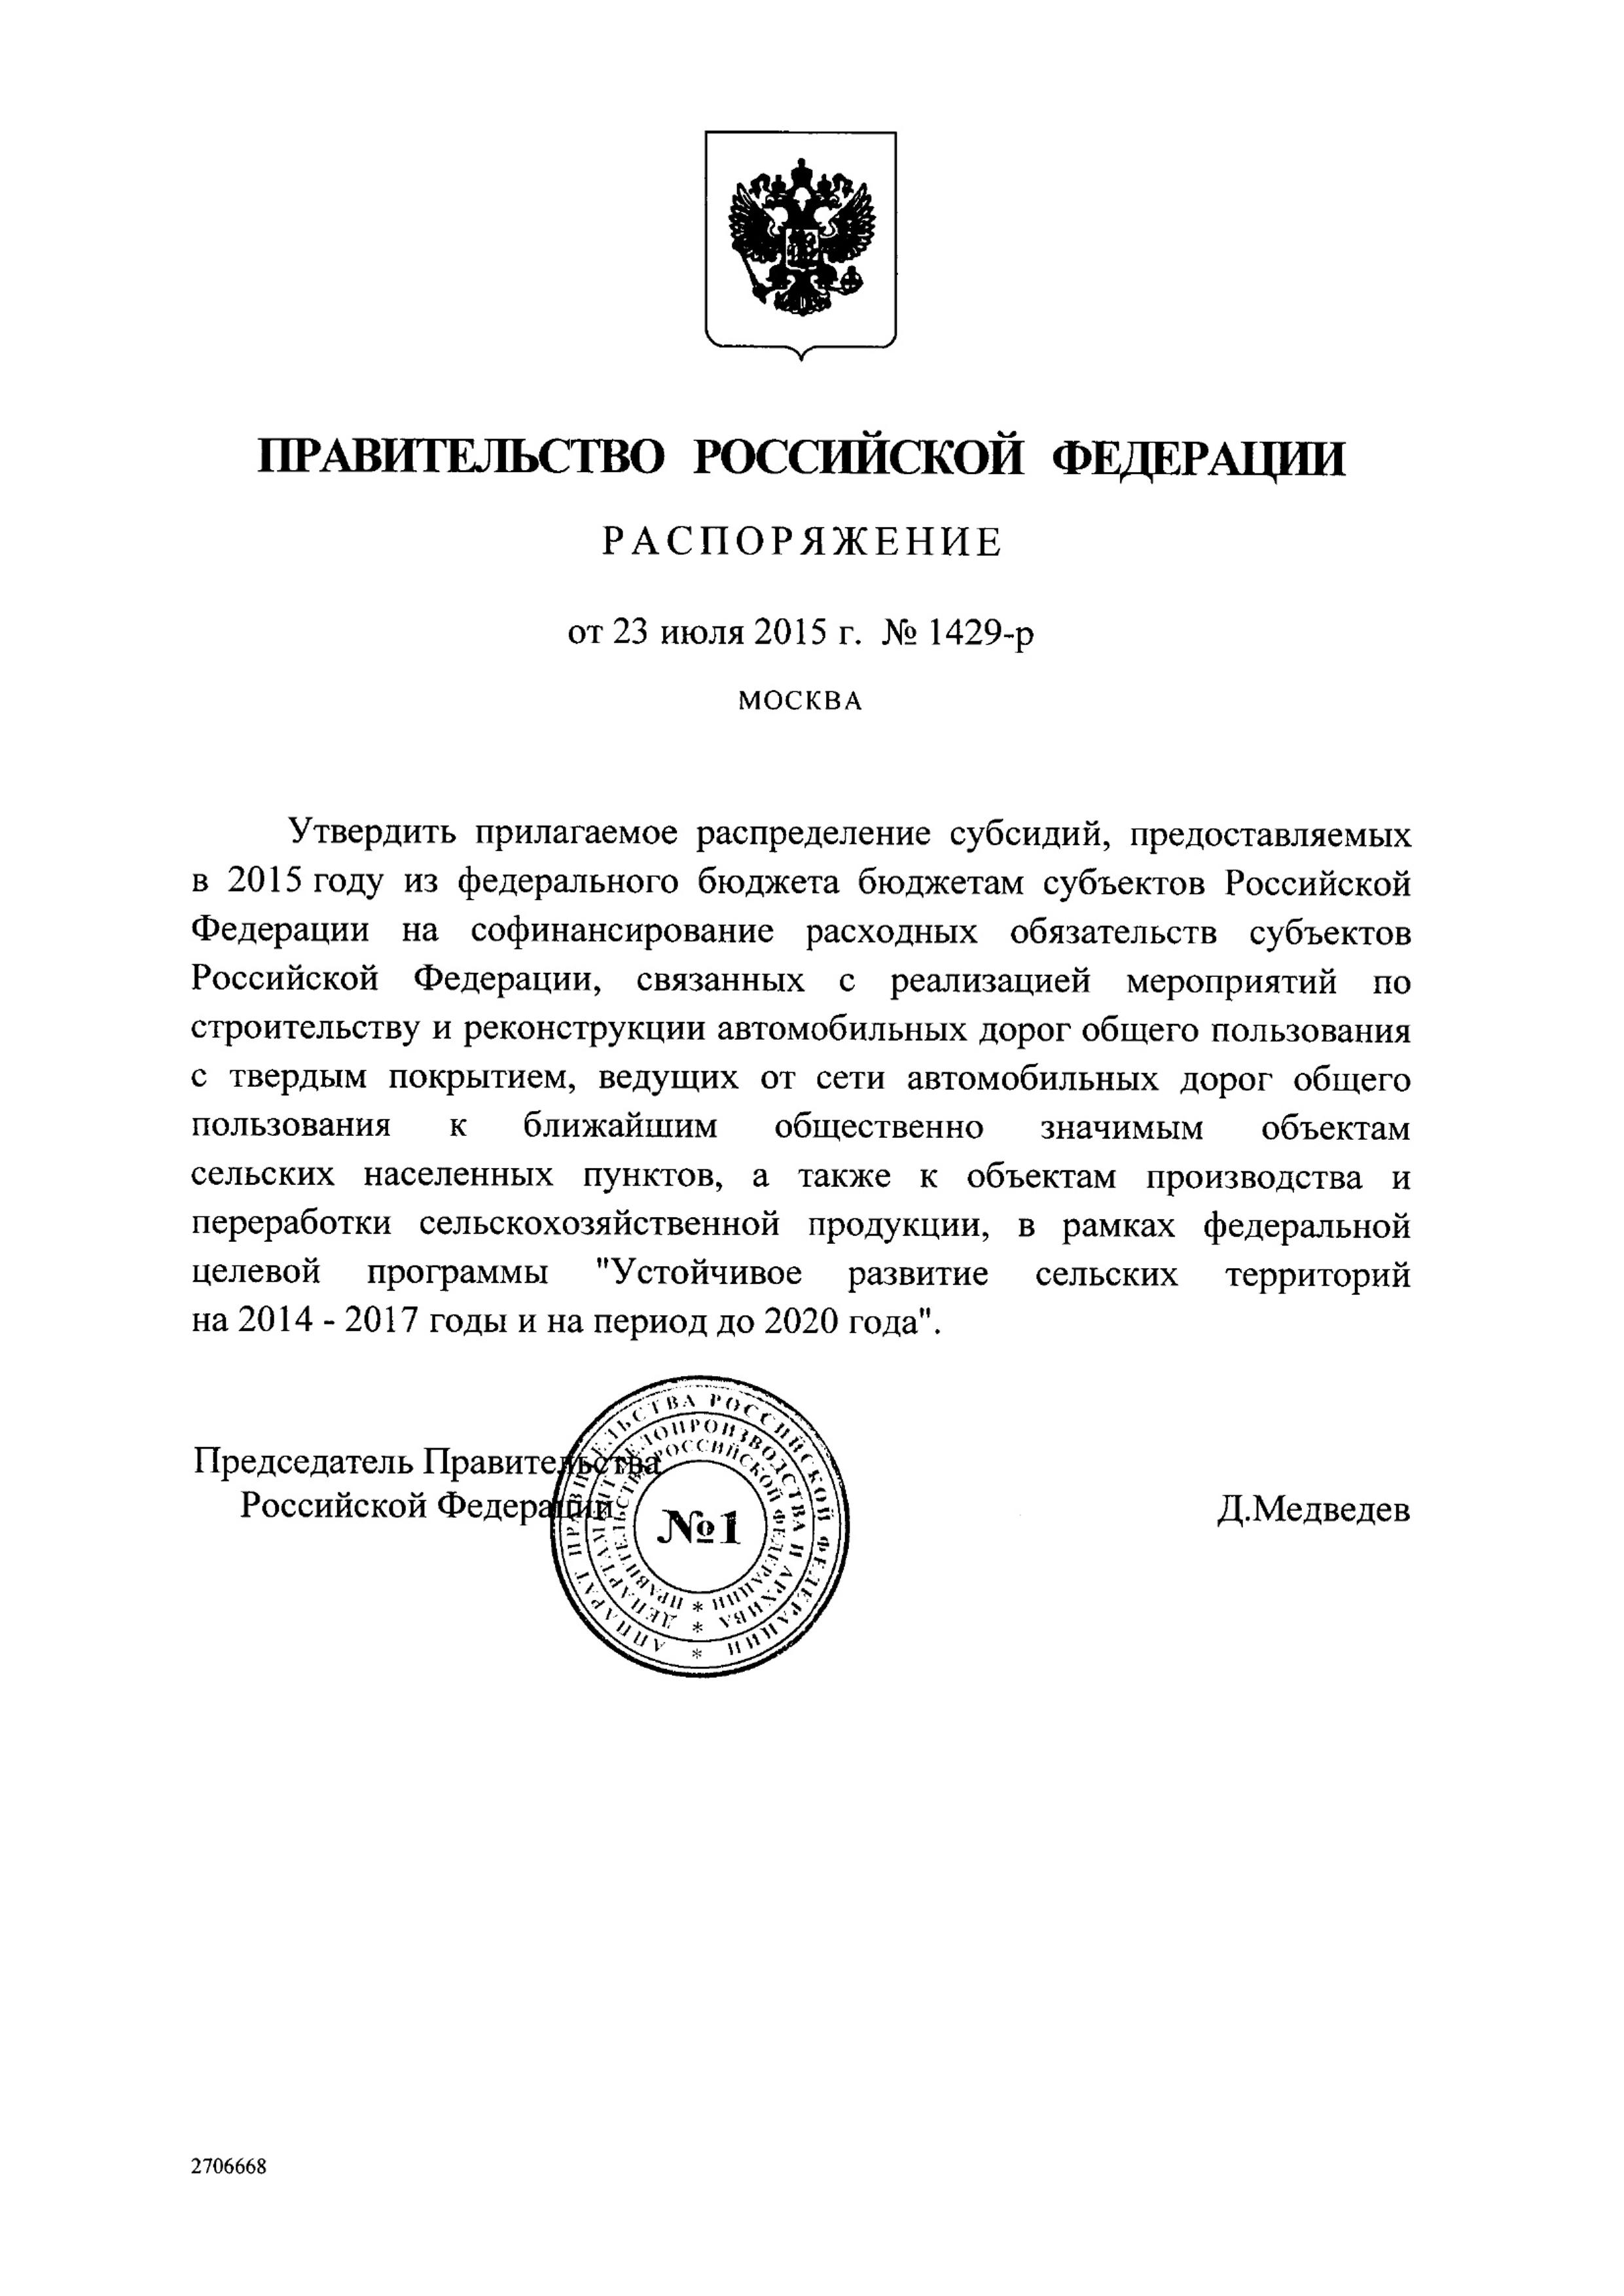 ПРАВИТЕЛЬСТВО РОССИЙСКОЙ ФЕДЕРАЦИИ
РАСПОРЯЖЕНИЕ
от 23 июля 2015 г. № 1429-р
МОСКВА
Утвердить прилагаемое распределение субсидий, предоставляемых
в 2015 году из федерального бюджета бюджетам субъектов Российской
Федерации на софинансирование расходных обязательств субъектов
Российской Федерации, связанных с реализацией мероприятий по
строительству и реконструкции автомобильных дорог общего пользования
с твердым покрытием, ведущих от сети автомобильных дорог общего
пользования к ближайшим общественно значимым объектам
сельских населенных пунктов, а также к объектам производства и
переработки сельскохозяйственной продукции, в рамках федеральной
целевой программы "Устойчивое развитие сельских территорий
на 2014 - 2017 годы и на период до 2020 года".
Председатель Правительства
Российской Федерации
Д.Медведев
АППАРАТ ПРАВИТЕЛЬСТВА РОССИЙСКОЙ ФЕДЕРАЦИИ *
ДЕПАРТАМЕНТ ДЕЛОПРОИЗВОДСТВА И АРХИВА *
ПРАВИТЕЛЬСТВО РОССИЙСКОЙ ФЕДЕРАЦИИ *
№1
2706668